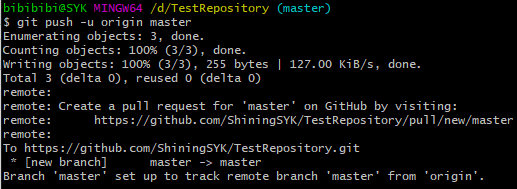 bibibibi@SYK MINGW64 /d/TestRepository (master)
$ git push -u origin master
Enumerating objects: 3, done.
Counting objects: 100% (3/3), done.
Writing objects: 100% (3/3), 255 bytes | 127.00 KiB/s, done.
Total 3 (delta 0), reused 0 (delta 0)
remote:
remote: Create a pull request for 'master' on GitHub by visiting:
remote:      https://github.com/ShiningSYK/TestRepository/pull/new/master
remote:
To https://github.com/ShiningSYK/TestRepository.git
 * [new branch]      master -> master
Branch 'master' set up to track remote branch 'master' from 'origin'.